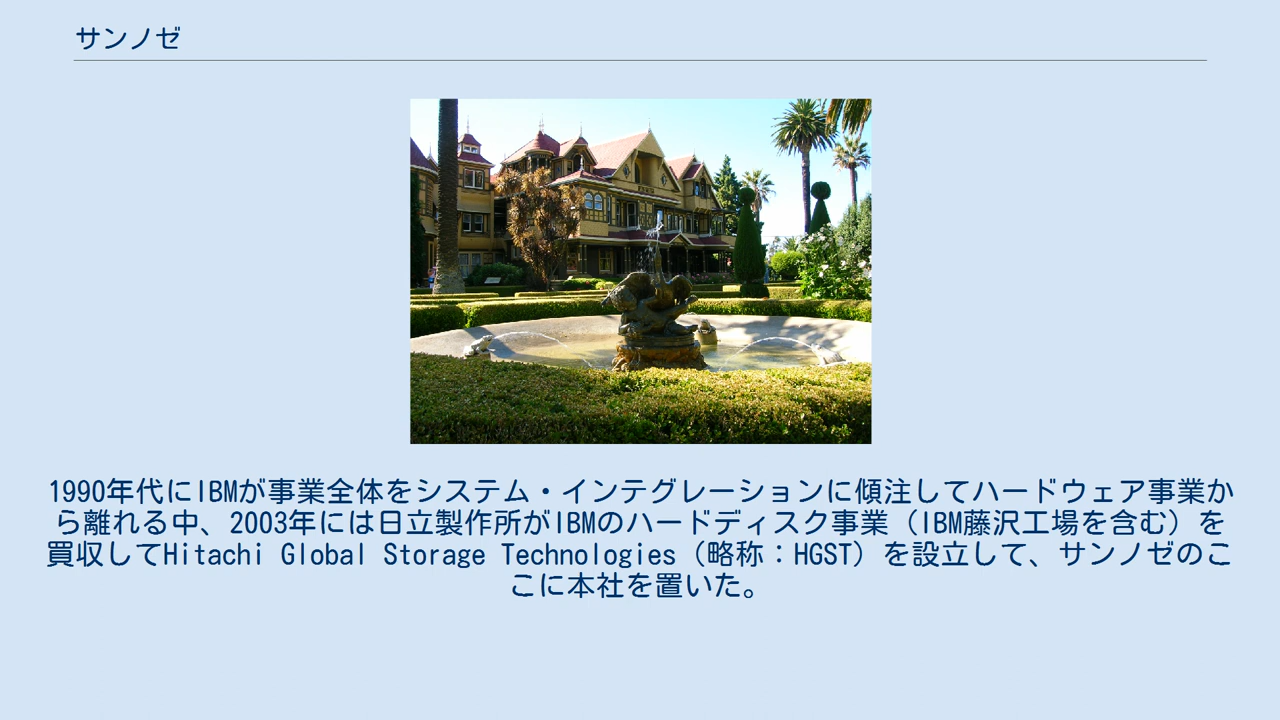 サンノゼ
1990年代にIBMが事業全体をシステム・インテグレーションに傾注してハードウェア事業か
ら離れる中、2003年には日立製作所がIBMのハードディスク事業（IBM藤沢工場を含む）を
買収してHitachi Global Storage Technologies（略称：HGST）を設立して、サンノゼのこ
こに本社を置いた。